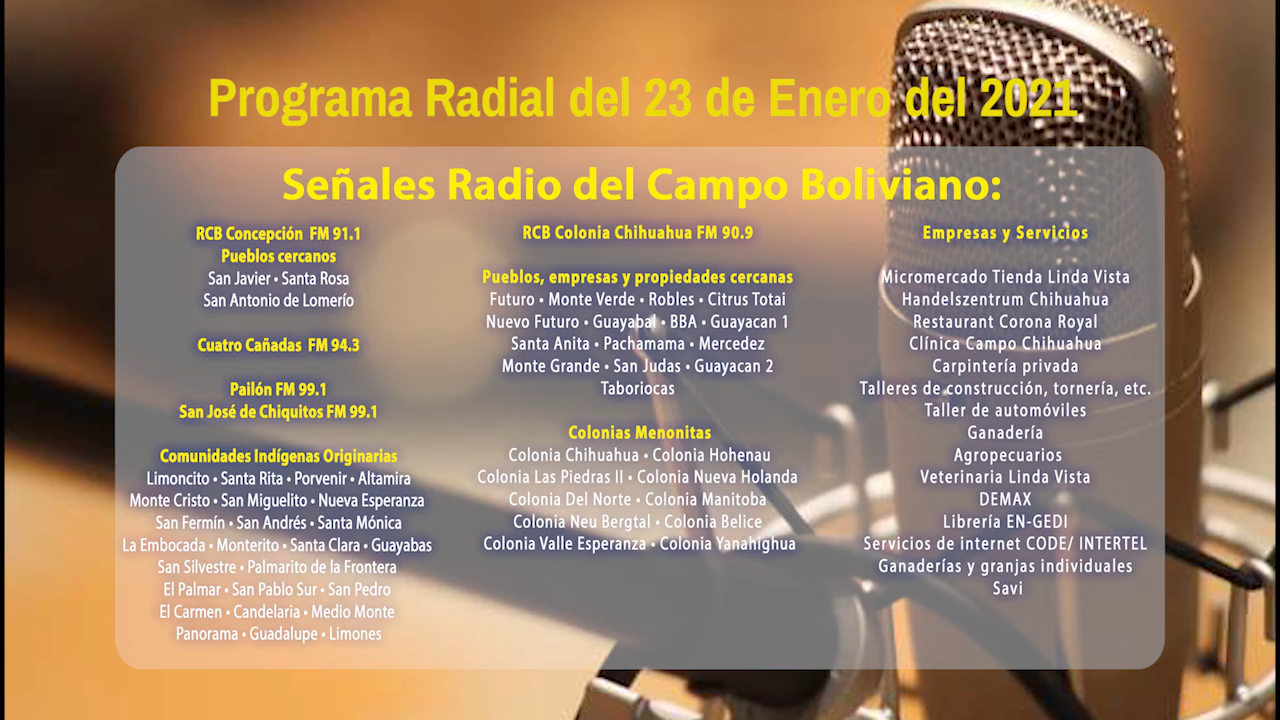 Programa Radial del 23 de Enero del 2021
Señales Radio del Campo Boliviano:
RCB Concepción FM 91.1
Pueblos cercanos
San Javier • Santa Rosa
San Antonio de Lomerío
Cuatro Cañadas FM 94.3
Pailón FM 99.1
San José de Chiquitos FM 99.1
Comunidades Indígenas Originarias
Limoncito • Santa Rita • Porvenir • Altamira
Monte Cristo • San Miguelito • Nueva Esperanza
San Fermín • San Andrés • Santa Mónica
La Embocada • Monterito • Santa Clara • Guayabas
San Silvestre • Palmarito de la Frontera
El Palmar • San Pablo Sur • San Pedro
El Carmen • Candelaria • Medio Monte
Panorama • Guadalupe • Limones
RCB Colonia Chihuahua FM 90.9
Pueblos, empresas y propiedades cercanas
Futuro • Monte Verde • Robles • Citrus Totai
Nuevo Futuro • Guayabal • BBA • Guayacan 1
Santa Anita • Pachamama • Mercedez
Monte Grande • San Judas • Guayacan 2
Taboriocas
Colonias Menonitas
Colonia Chihuahua • Colonia Hohenau
Colonia Las Piedras II • Colonia Nueva Holanda
Colonia Del Norte • Colonia Manitoba
Colonia Neu Bergtal • Colonia Belice
Colonia Valle Esperanza • Colonia Yanahighua
Empresas y Servicios
Micromercado Tienda Linda Vista
Handelszentrum Chihuahua
Restaurant Corona Royal
Clínica Campo Chihuahua
Carpintería privada
Talleres de construcción, tornería, etc.
Taller de automóviles
Ganadería
Agropecuarios
Veterinaria Linda Vista
DEMAX
Librería EN-GEDI
Servicios de internet CODE/ INTERTEL
Ganaderías y granjas individuales
Savi